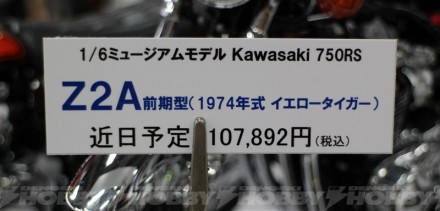 1/6ミュージアムモデル Kawasaki 750RS
Z2A前期型(1974年式 イエロータイガー)
近日予定 107,892円(税込)
HOBBY HOBBY